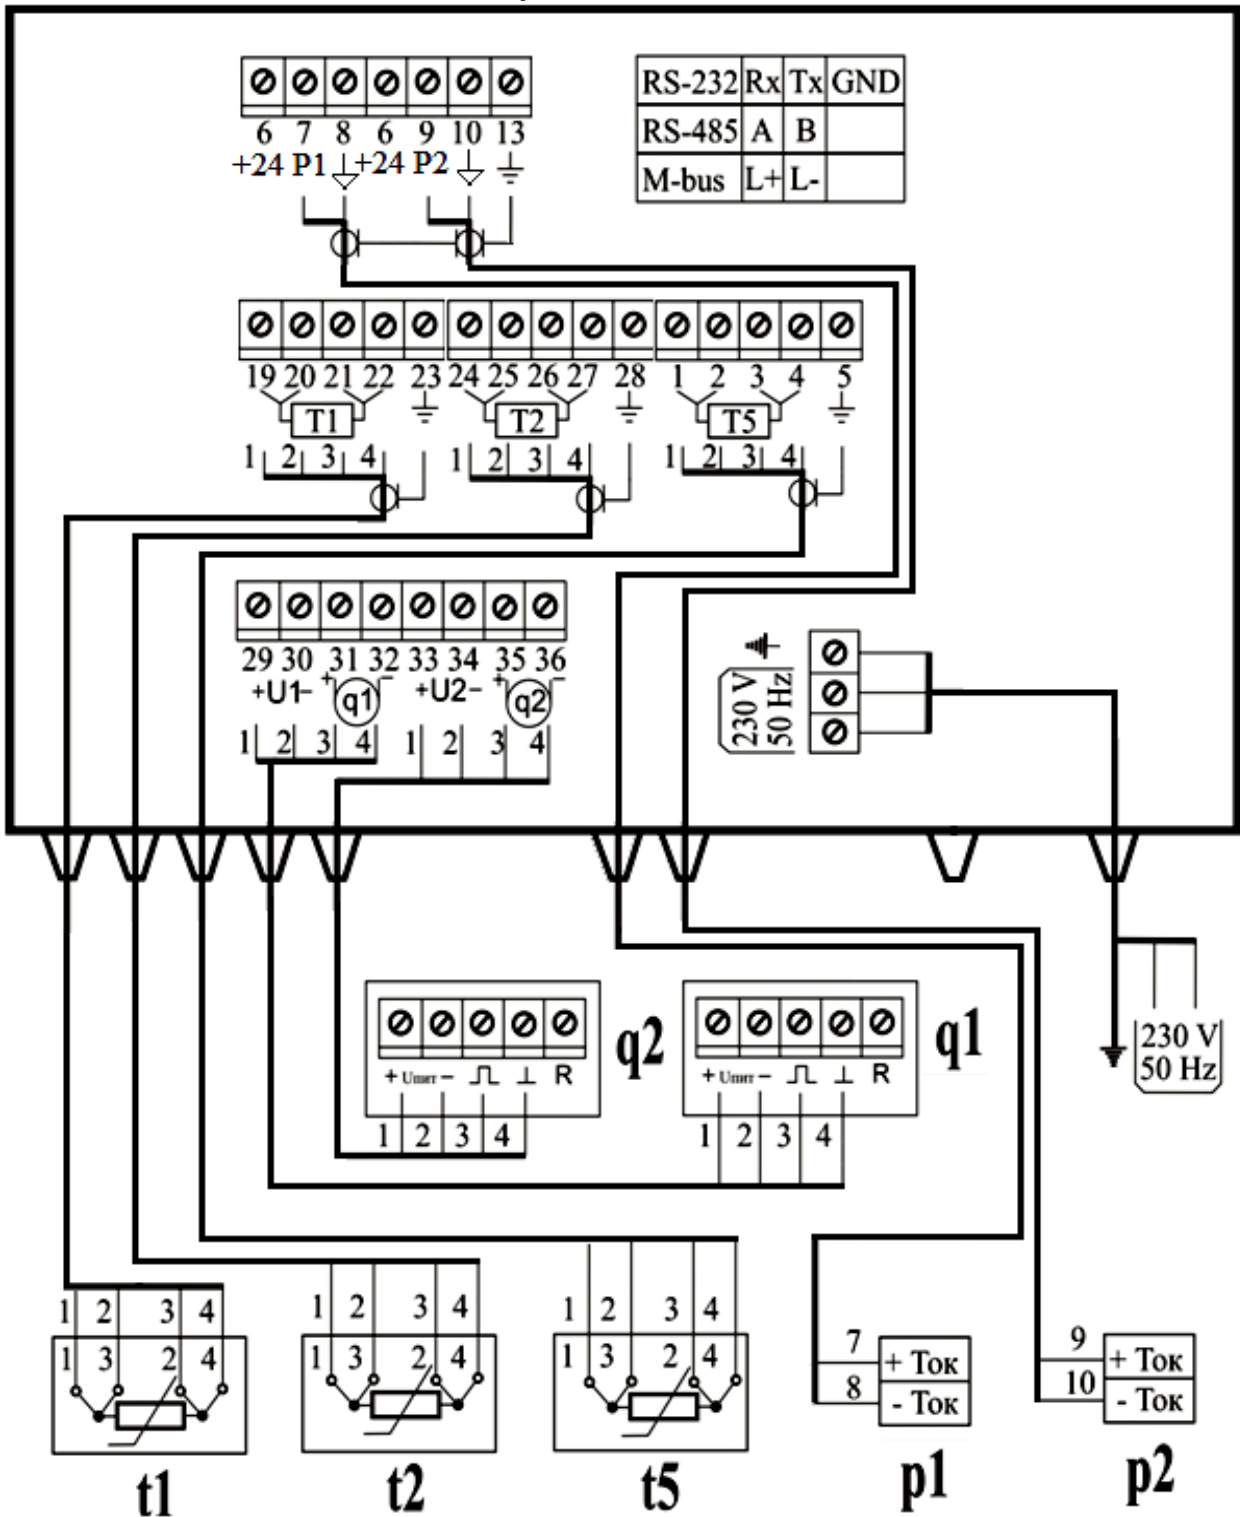 RS-232 Rx Tx GND
RS-485 A B
M-bus L+ L-
6 7 8 6 9 10 13
+24 P1 +24 P2
19 20 21 22 23 24 25 26 27 28 1 2 3 4 5
T1 T2 T5
1 2 3 4 1 2 3 4 1 2 3 4
29 30 31 32 33 34 35 36
+U1- + q1 - +U2- + q2 -
1 2 3 4 1 2 3 4
230 V
50 Hz
q2
+ Uпит - ⊥ R
1 2 3 4
q1
+ Uпит - ⊥ R
1 2 3 4
230 V
50 Hz
1 2 3 4
1 3 2 4
t1
1 2 3 4
1 3 2 4
t2
1 2 3 4
1 3 2 4
t5
7 + Ток
8 - Ток
p1
9 + Ток
10 - Ток
p2